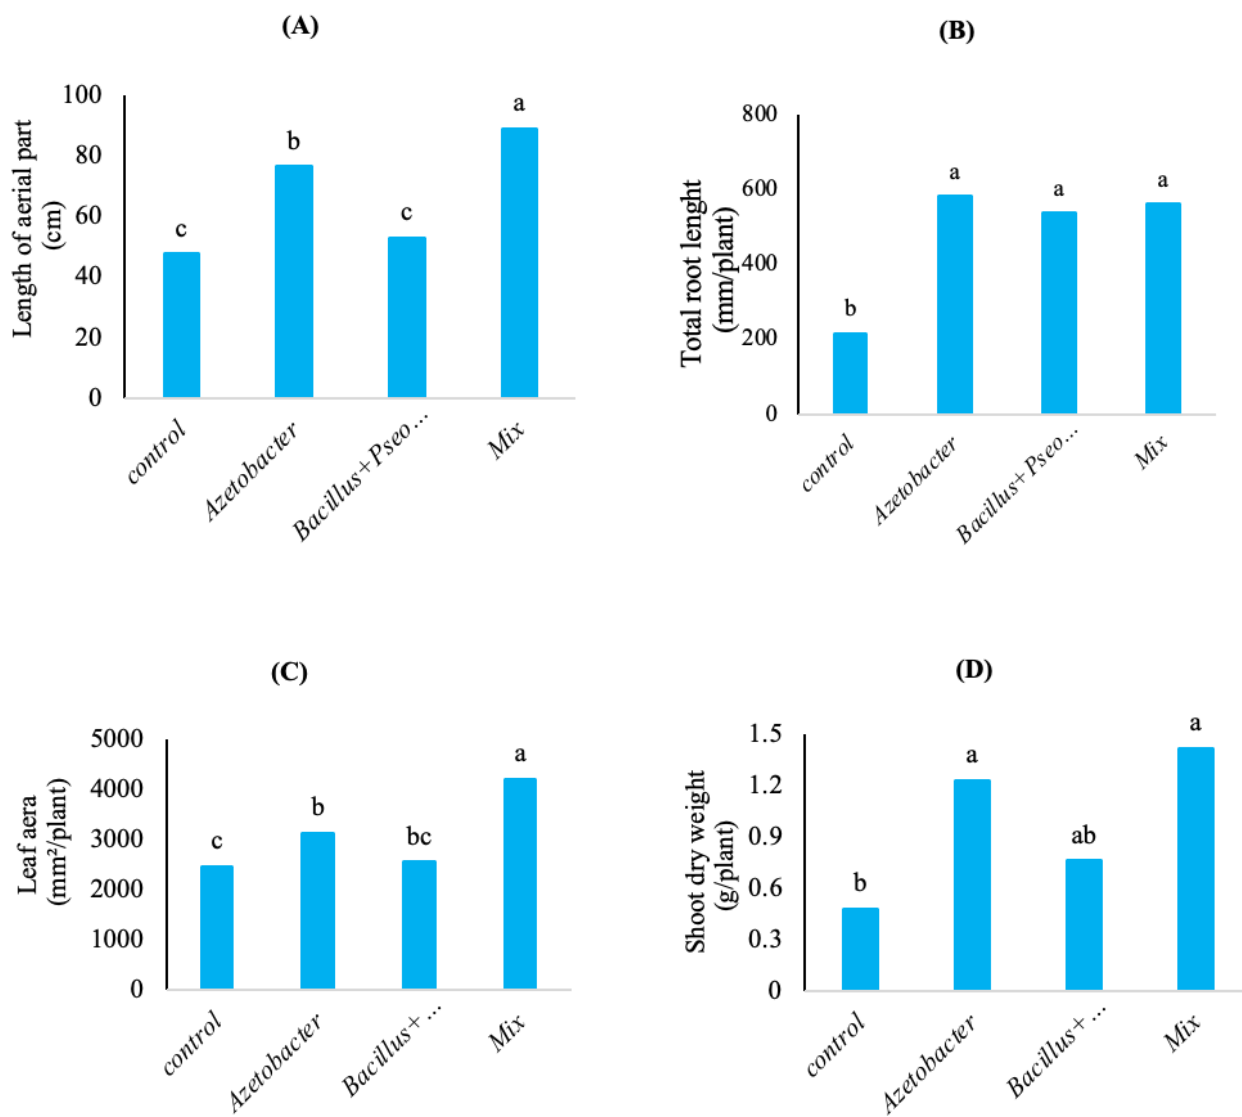 (A)
Length of aerial part
(cm)
100
80
60
40
20
0
c
b
c
a
control
Azetobacter
Bacillus+Pseo...
Mix
(B)
Total root lenght
(mm/plant)
800
600
400
200
0
b
a
a
a
control
Azetobacter
Bacillus+Pseo...
Mix
(C)
Leaf aera
(mm²/plant)
5000
4000
3000
2000
1000
0
c
b
bc
a
control
Azetobacter
Bacillus+...
Mix
(D)
Shoot dry weight
(g/plant)
1.5
1.2
0.9
0.6
0.3
0
b
a
ab
a
control
Azetobacter
Bacillus+...
Mix